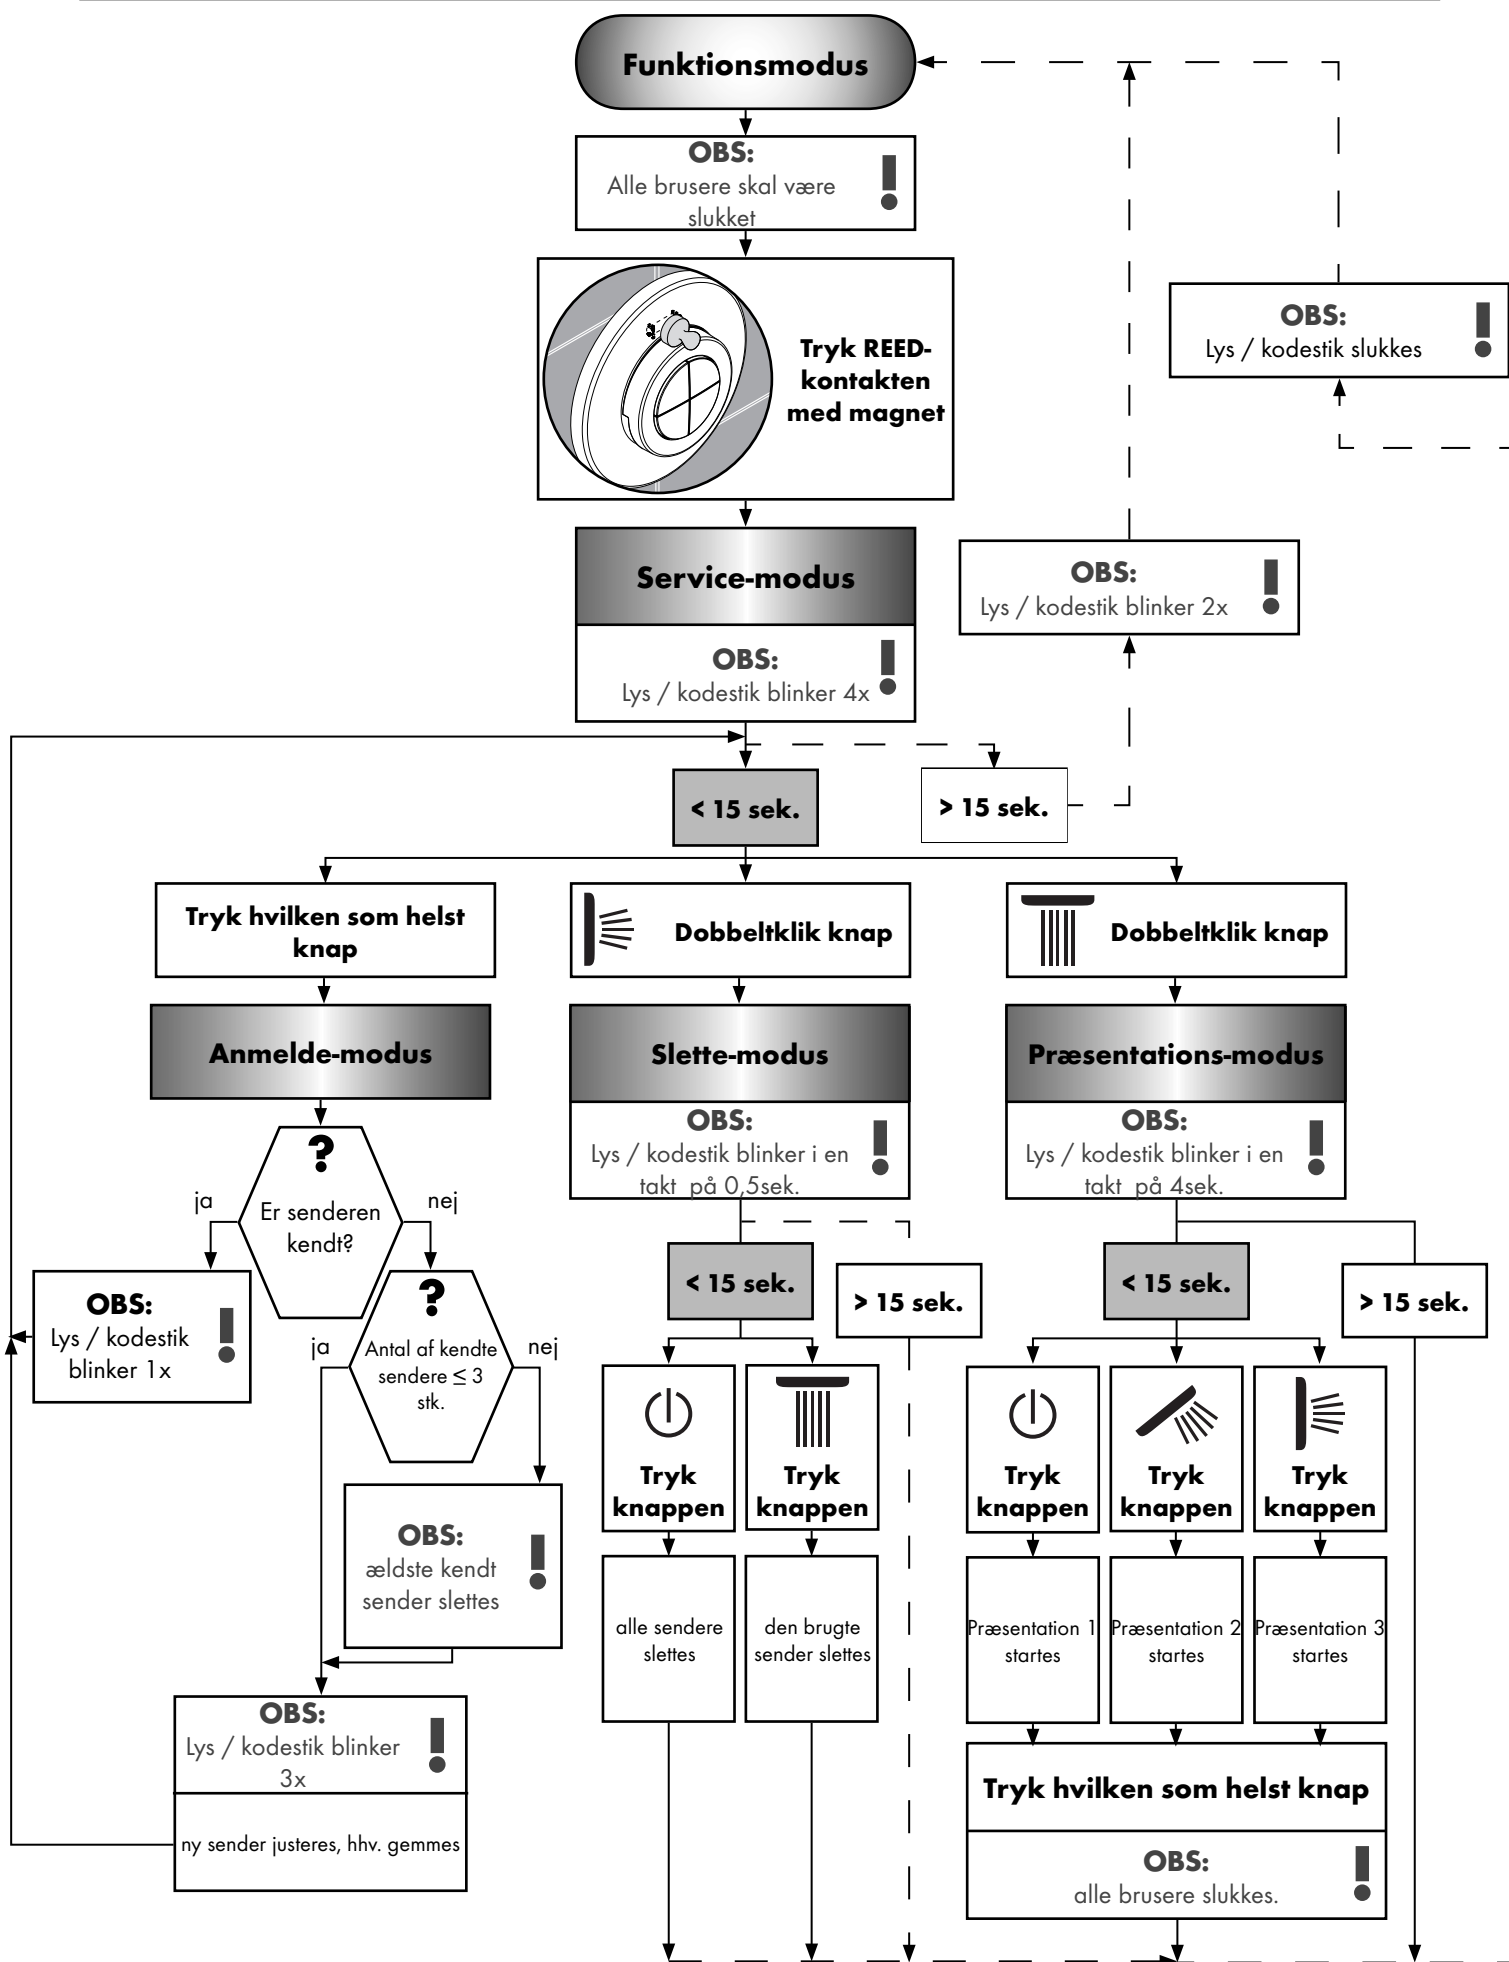 Funktionsmodus
OBS:
Alle brusere skal være
slukket
Tryk REED-
kontakten
med magnet
OBS:
Lys / kodestik slukkes
Service-modus
OBS:
Lys / kodestik blinker 4x
OBS:
Lys / kodestik blinker 2x
< 15 sek.
> 15 sek.
Tryk hvilken som helst
knap
Dobbeltklik knap
Dobbeltklik knap
Anmelde-modus
Slette-modus
OBS:
Lys / kodestik blinker i en
takt på 0,5sek.
Præsentations-modus
OBS:
Lys / kodestik blinker i en
takt på 4sek.
?
Er senderen
kendt?
ja
nej
OBS:
Lys / kodestik
blinker 1x
?
Antal af kendte
sendere ≤ 3
stk.
ja
nej
OBS:
ældste kendt
sender slettes
OBS:
Lys / kodestik blinker
3x
ny sender justeres, hhv. gemmes
< 15 sek.
> 15 sek.
Tryk
knappen
Tryk
knappen
alle sendere
slettes
den brugte
sender slettes
< 15 sek.
> 15 sek.
Tryk
knappen
Tryk
knappen
Tryk
knappen
Præsentation 1
startes
Præsentation 2
startes
Præsentation 3
startes
Tryk hvilken som helst knap
OBS:
alle brusere slukkes.